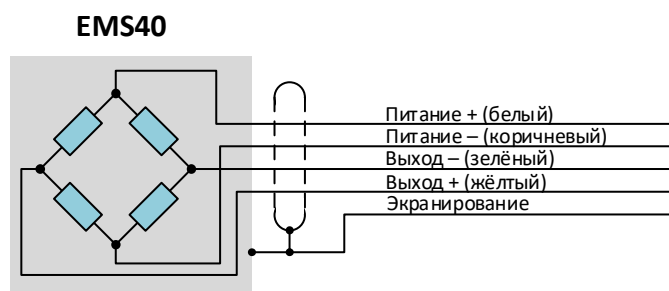 EMS40
Питание + (белый)
Питание – (коричневый)
Выход – (зелёный)
Выход + (жёлтый)
Экранирование